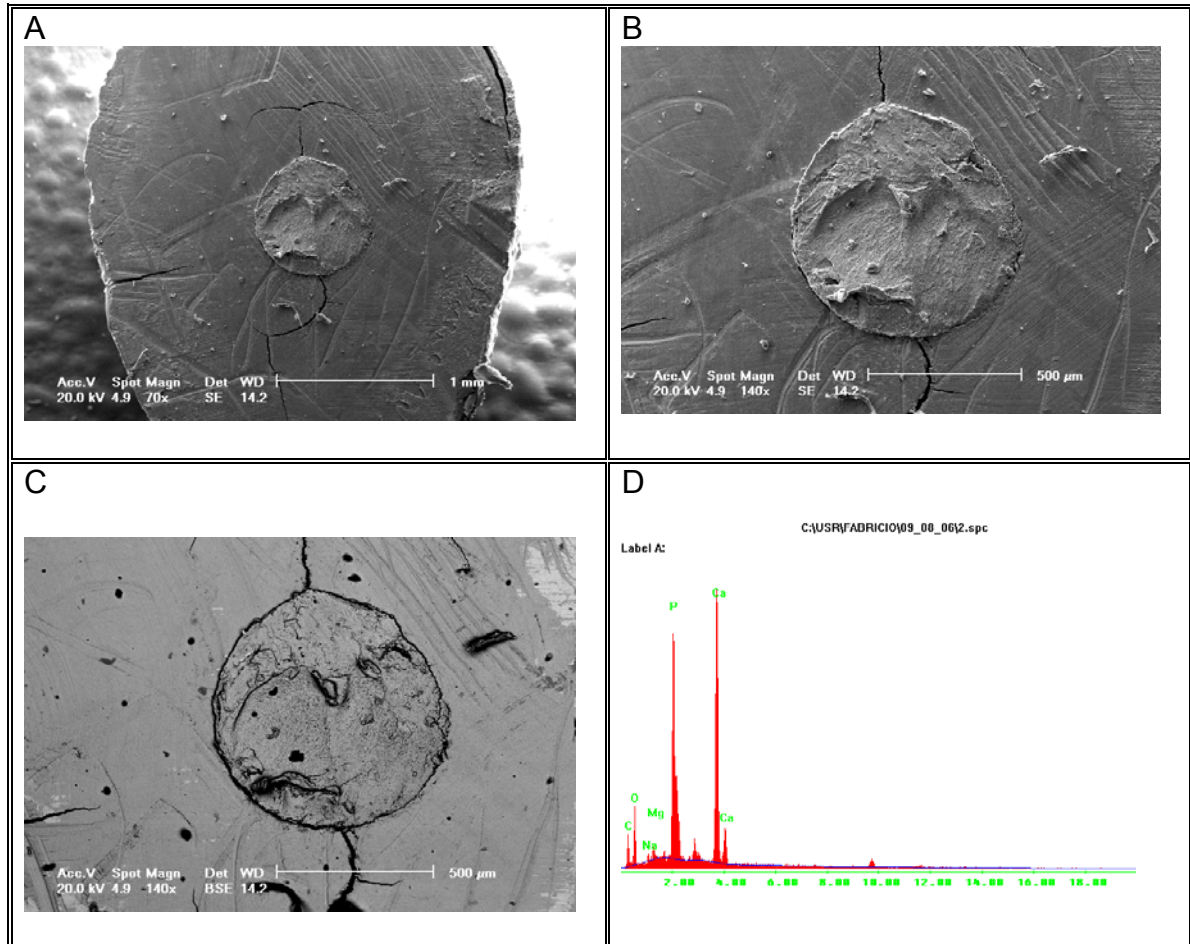 A
Acc.V Spot Magn Det WD 1 mm
20.0 kV 4.9 70x SE 14.2
B
Acc.V Spot Magn Det WD 500 µm
20.0 kV 4.9 140x SE 14.2
C
Acc.V Spot Magn Det WD 500 µm
20.0 kV 4.9 140x BSE 14.2
D
C:\USR\FABRICIO\09_08_06\2.spc
Label A:
Ca
P
O
Mg
Ca
C
Na
2.00 4.00 6.00 8.00 10.00 12.00 14.00 16.00 18.00